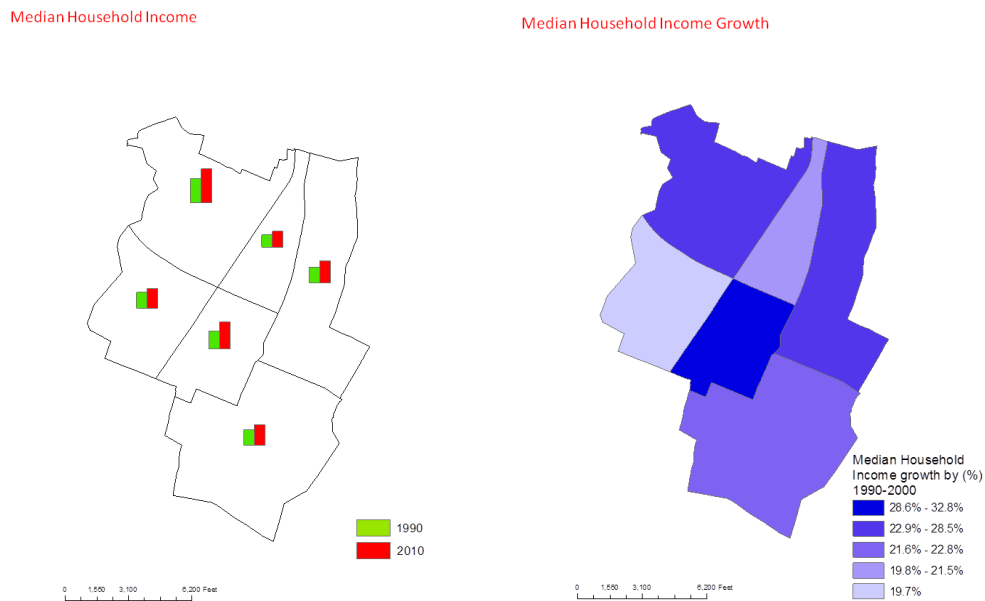 Median Household Income
1990
2010
0 1,550 3,100 6,200 Feet
Median Household Income Growth
Median Household
Income growth by (%)
1990-2000
28.6% - 32.8%
22.9% - 28.5%
21.6% - 22.8%
19.8% - 21.5%
19.7%
0 1,550 3,100 6,200 Feet